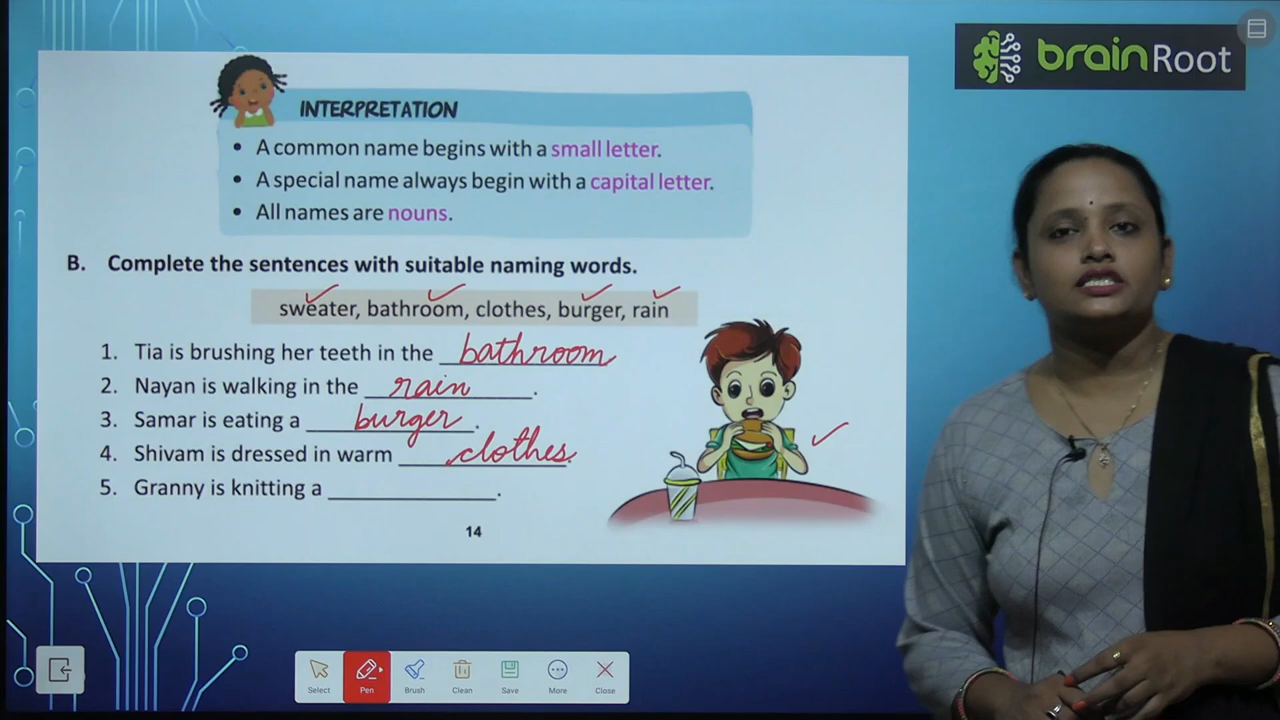 brainRoot
INTERPRETATION
• A common name begins with a small letter.
• A special name always begin with a capital letter.
• All names are nouns.
B. Complete the sentences with suitable naming words.
sweater, bathroom, clothes, burger, rain
1. Tia is brushing her teeth in the bathroom
2. Nayan is walking in the rain.
3. Samar is eating a burger.
4. Shivam is dressed in warm clothes.
5. Granny is knitting a ____________.
14
Select Pen Brush Clean Save More Close